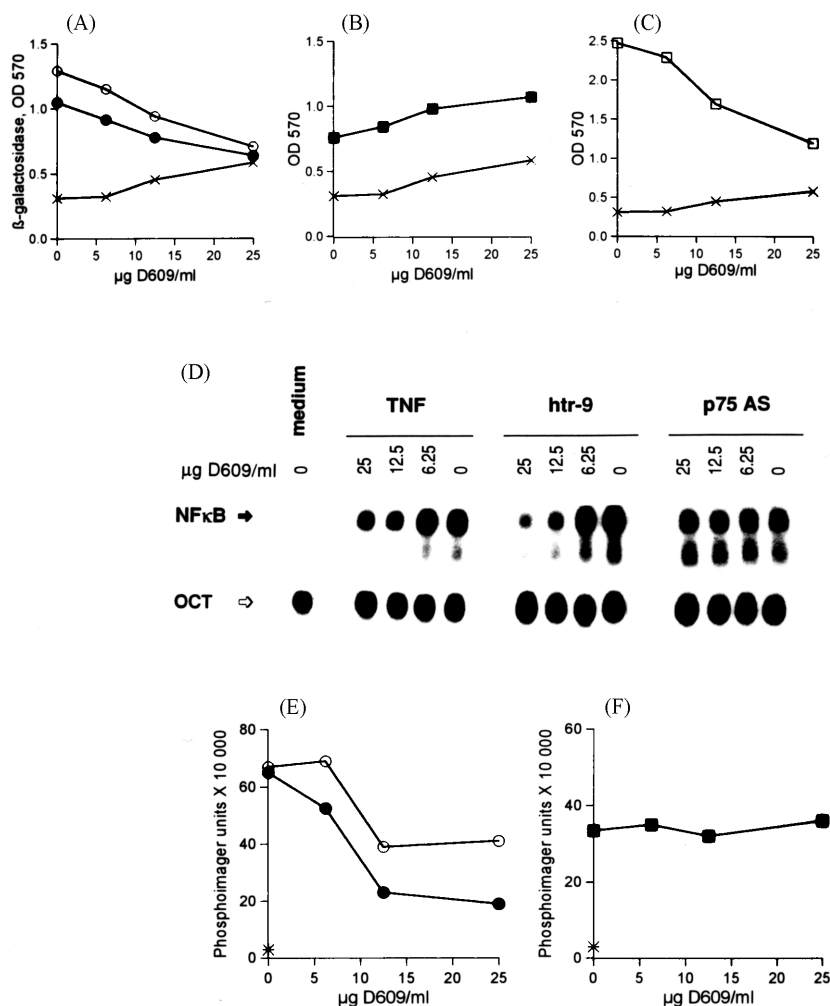 (A)
(B)
(C)
ß-galactosidase, OD 570
1.5
1.0
0.5
0.0
0 5 10 15 20 25
µg D609/ml
OD 570
1.5
1.0
0.5
0.0
0 5 10 15 20 25
µg D609/ml
OD 570
2.5
2.0
1.5
1.0
0.5
0.0
0 5 10 15 20 25
µg D609/ml
(D)
medium
TNF
htr-9
p75 AS
µg D609/ml
0
25 12.5 6.25 0
25 12.5 6.25 0
25 12.5 6.25 0
NFκB
OCT
(E)
(F)
Phosphoimager units X 10 000
80
60
40
20
0
0 5 10 15 20 25
µg D609/ml
Phosphoimager units X 10 000
60
40
20
0
0 5 10 15 20 25
µg D609/ml